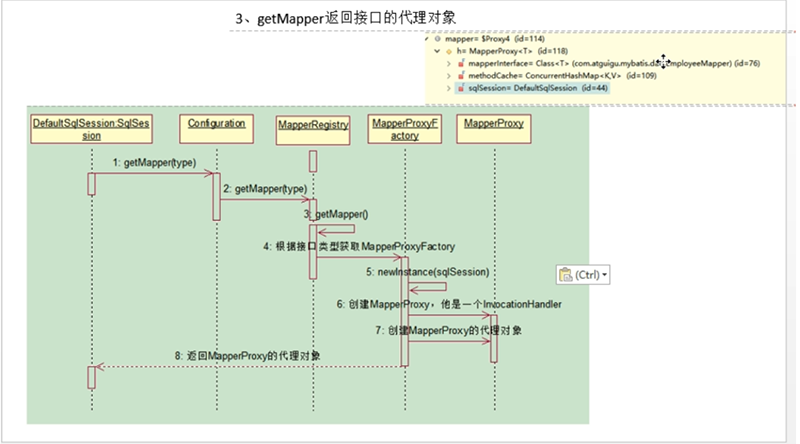 3、getMapper返回接口的代理对象
mapper= $Proxy4 (id=114)
h= MapperProxy<T> (id=118)
mapperInterface= Class<T> (com.atguigu.mybatis.da EmployeeMapper) (id=76)
methodCache= ConcurrentHashMap<K,V> (id=109)
sqlSession= DefaultSqlSession (id=44)
DefaultSqlSession:SqlSes
sion
Configuration
MapperRegistry
MapperProxyF
actory
MapperProxy
1: getMapper(type)
2: getMapper(type)
3: getMapper()
4: 根据接口类型获取MapperProxyFactory
5: newInstance(sqlSession)
(Ctrl)
6: 创建MapperProxy，他是一个InvocationHandler
7: 创建MapperProxy的代理对象
8: 返回MapperProxy的代理对象